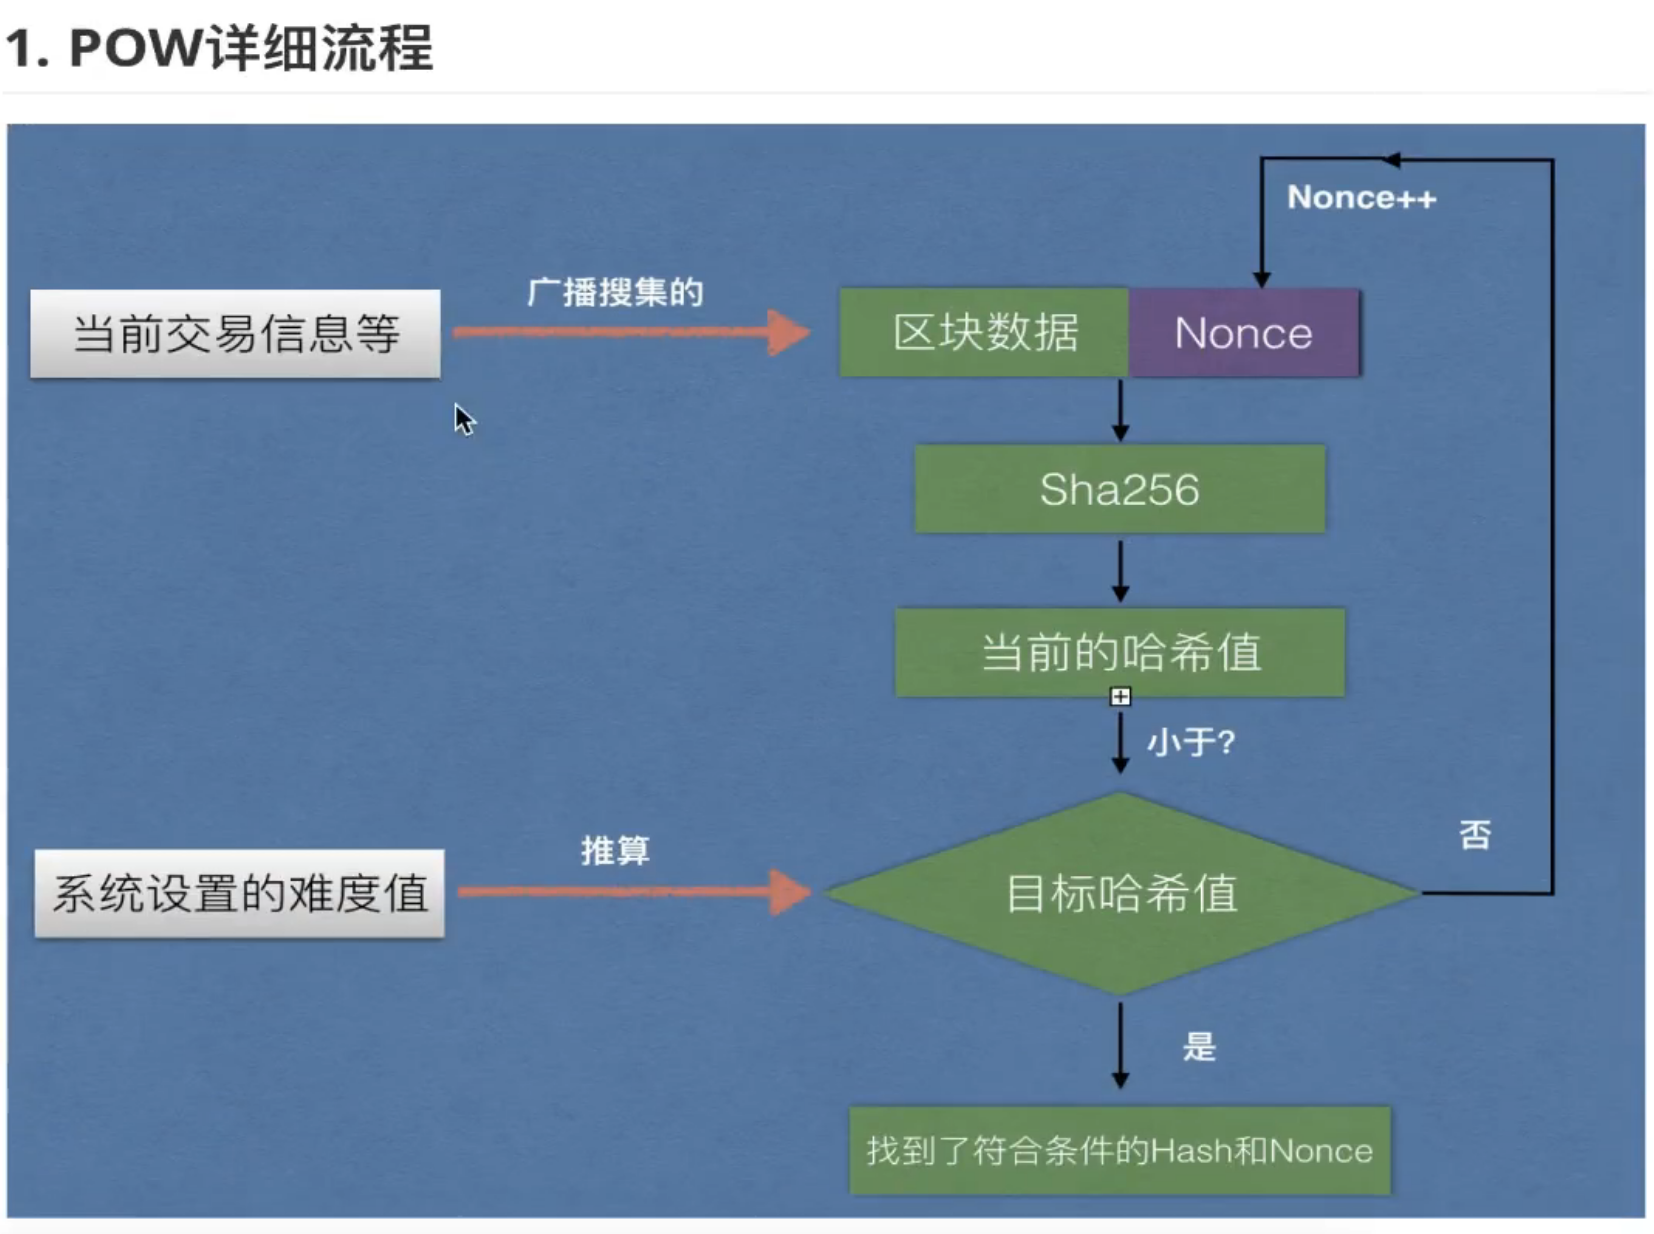 1. POW详细流程
Nonce++
广播搜集的
当前交易信息等
区块数据
Nonce
Sha256
当前的哈希值
小于?
否
推算
系统设置的难度值
目标哈希值
是
找到了符合条件的Hash和Nonce